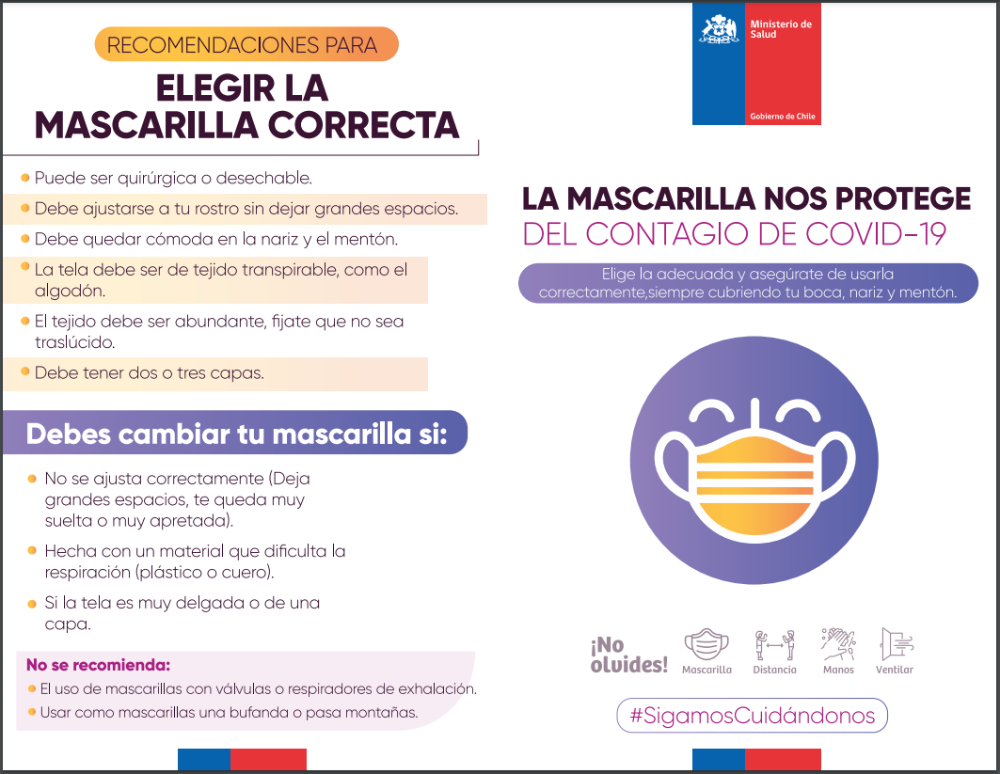 RECOMENDACIONES PARA
ELEGIR LA
MASCARILLA CORRECTA
Puede ser quirúrgica o desechable.
Debe ajustarse a tu rostro sin dejar grandes espacios.
Debe quedar cómoda en la nariz y el mentón.
La tela debe ser de tejido transpirable, como el
algodón.
El tejido debe ser abundante, fijate que no sea
traslúcido.
Debe tener dos o tres capas.
Debes cambiar tu mascarilla si:
No se ajusta correctamente (Deja
grandes espacios, te queda muy
suelta o muy apretada).
Hecha con un material que dificulta la
respiración (plástico o cuero).
Si la tela es muy delgada o de una
capa.
No se recomienda:
El uso de mascarillas con válvulas o respiradores de exhalación.
Usar como mascarillas una bufanda o pasa montañas.
Ministerio de
Salud
Gobierno de Chile
LA MASCARILLA NOS PROTEGE
DEL CONTAGIO DE COVID-19
Elige la adecuada y asegúrate de usarla
correctamente,siempre cubriendo tu boca, nariz y mentón.
¡No
olvides!
Mascarilla
Distancia
Manos
Ventilar
#SigamosCuidándonos